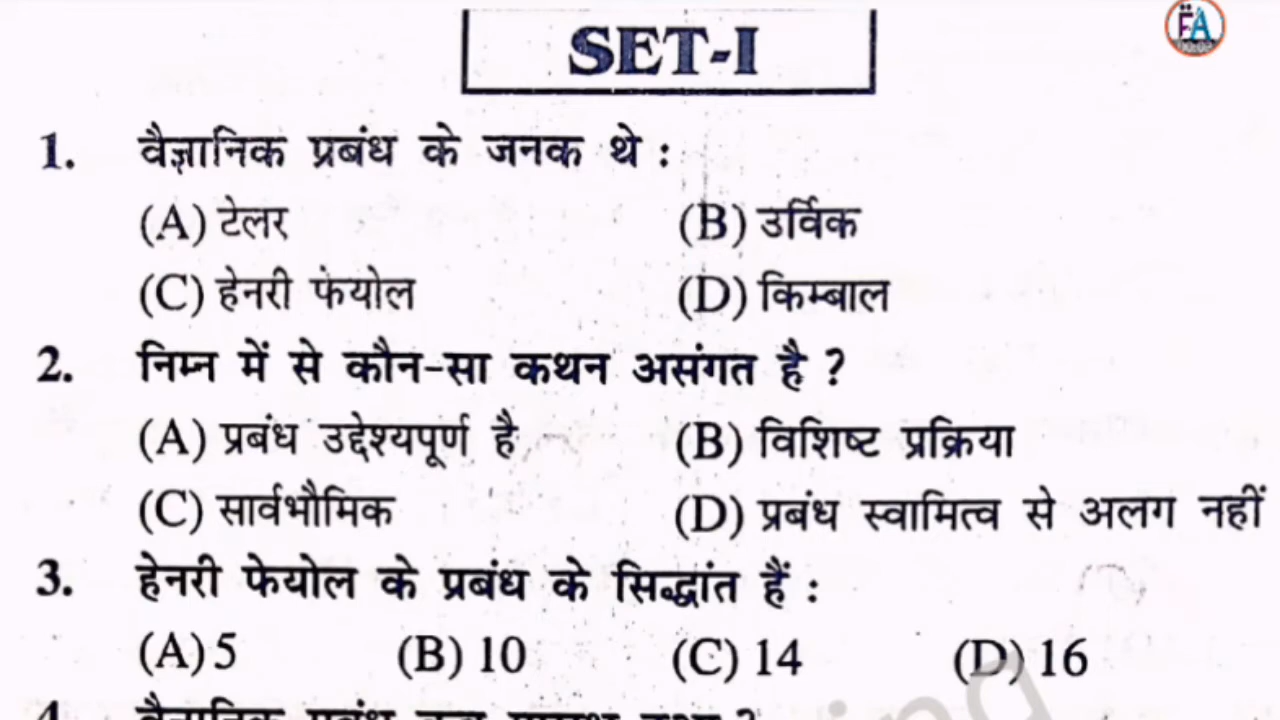 SET-I
FA
1. वैज्ञानिक प्रबंध के जनक थे :
(A) टेलर (B) उर्विक
(C) हेनरी फेयोल (D) किम्बाल
2. निम्न में से कौन-सा कथन असंगत है ?
(A) प्रबंध उद्देश्यपूर्ण है (B) विशिष्ट प्रक्रिया
(C) सार्वभौमिक (D) प्रबंध स्वामित्व से अलग नहीं
3. हेनरी फेयोल के प्रबंध के सिद्धांत हैं :
(A) 5 (B) 10 (C) 14 (D) 16